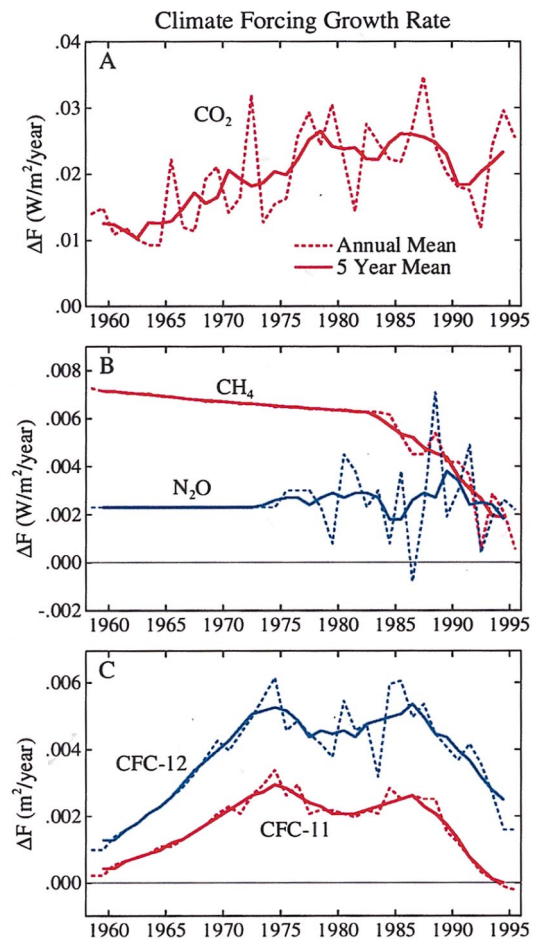 Climate Forcing Growth Rate
.04
A
.03
CO₂
.02
.01
Annual Mean
5 Year Mean
.00
ΔF (W/m²/year)
1960 1965 1970 1975 1980 1985 1990 1995
.008
B
CH₄
.006
.004
N₂O
.002
.000
-.002
ΔF (W/m²/year)
1960 1965 1970 1975 1980 1985 1990 1995
C
.006
.004
CFC-12
.002
CFC-11
.000
ΔF (m²/year)
1960 1965 1970 1975 1980 1985 1990 1995